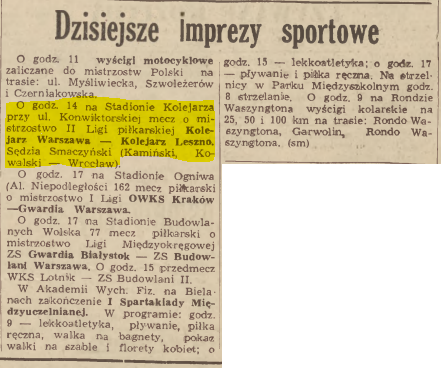 Dzisiejsze imprezy sportowe
O godz. 11 wyścigi motocyklowe
zaliczane do mistrzostw Polski na
trasie: ul. Myśliwiecka, Szwoleżerów
i Czerniakowska.
O godz. 14 na Stadionie Kolejarza
przy ul. Konwiktorskiej mecz o mi-
strzostwo II Ligi piłkarskiej Kole-
jarz Warszawa — Kolejarz Leszno.
Sędzia Smaczyński (Kamiński, Ko-
walski — Wrocław).
O godz. 17 na Stadionie Ogniwa
(Al. Niepodległości 162 mecz piłkarski
o mistrzostwo I Ligi OWKS Kraków
—Gwardia Warszawa.
O godz. 17 na Stadionie Budowla-
nych Wolska 77 mecz piłkarski o
mistrzostwo Ligi Międzyokręgowej
ZS Gwardia Białystok — ZS Budow-
lani Warszawa. O godz. 15 przedmecz
WKS Lotnik — ZS Budowlani II.
W Akademii Wych. Fiz. na Biela-
nach zakończenie I Spartakiady Mię-
dzyuczelnianej. W programie: godz.
9 — lekkoatletyka, pływanie, piłka
ręczna, walka na bagnety, pokaz
walki na szable i florety kobiet; o
godz. 15 — lekkoatletyka; o godz. 17
— pływanie i piłka ręczna. Na strzel-
nicy w Parku Międzyszkolnym godz.
8 strzelanie. O godz. 9 na Rondzie
Waszyngtona wyścigi kolarskie na
25, 50 i 100 km na trasie: Rondo Wa-
szyngtona, Garwolin, Rondo Wa-
szyngtona. (sm)